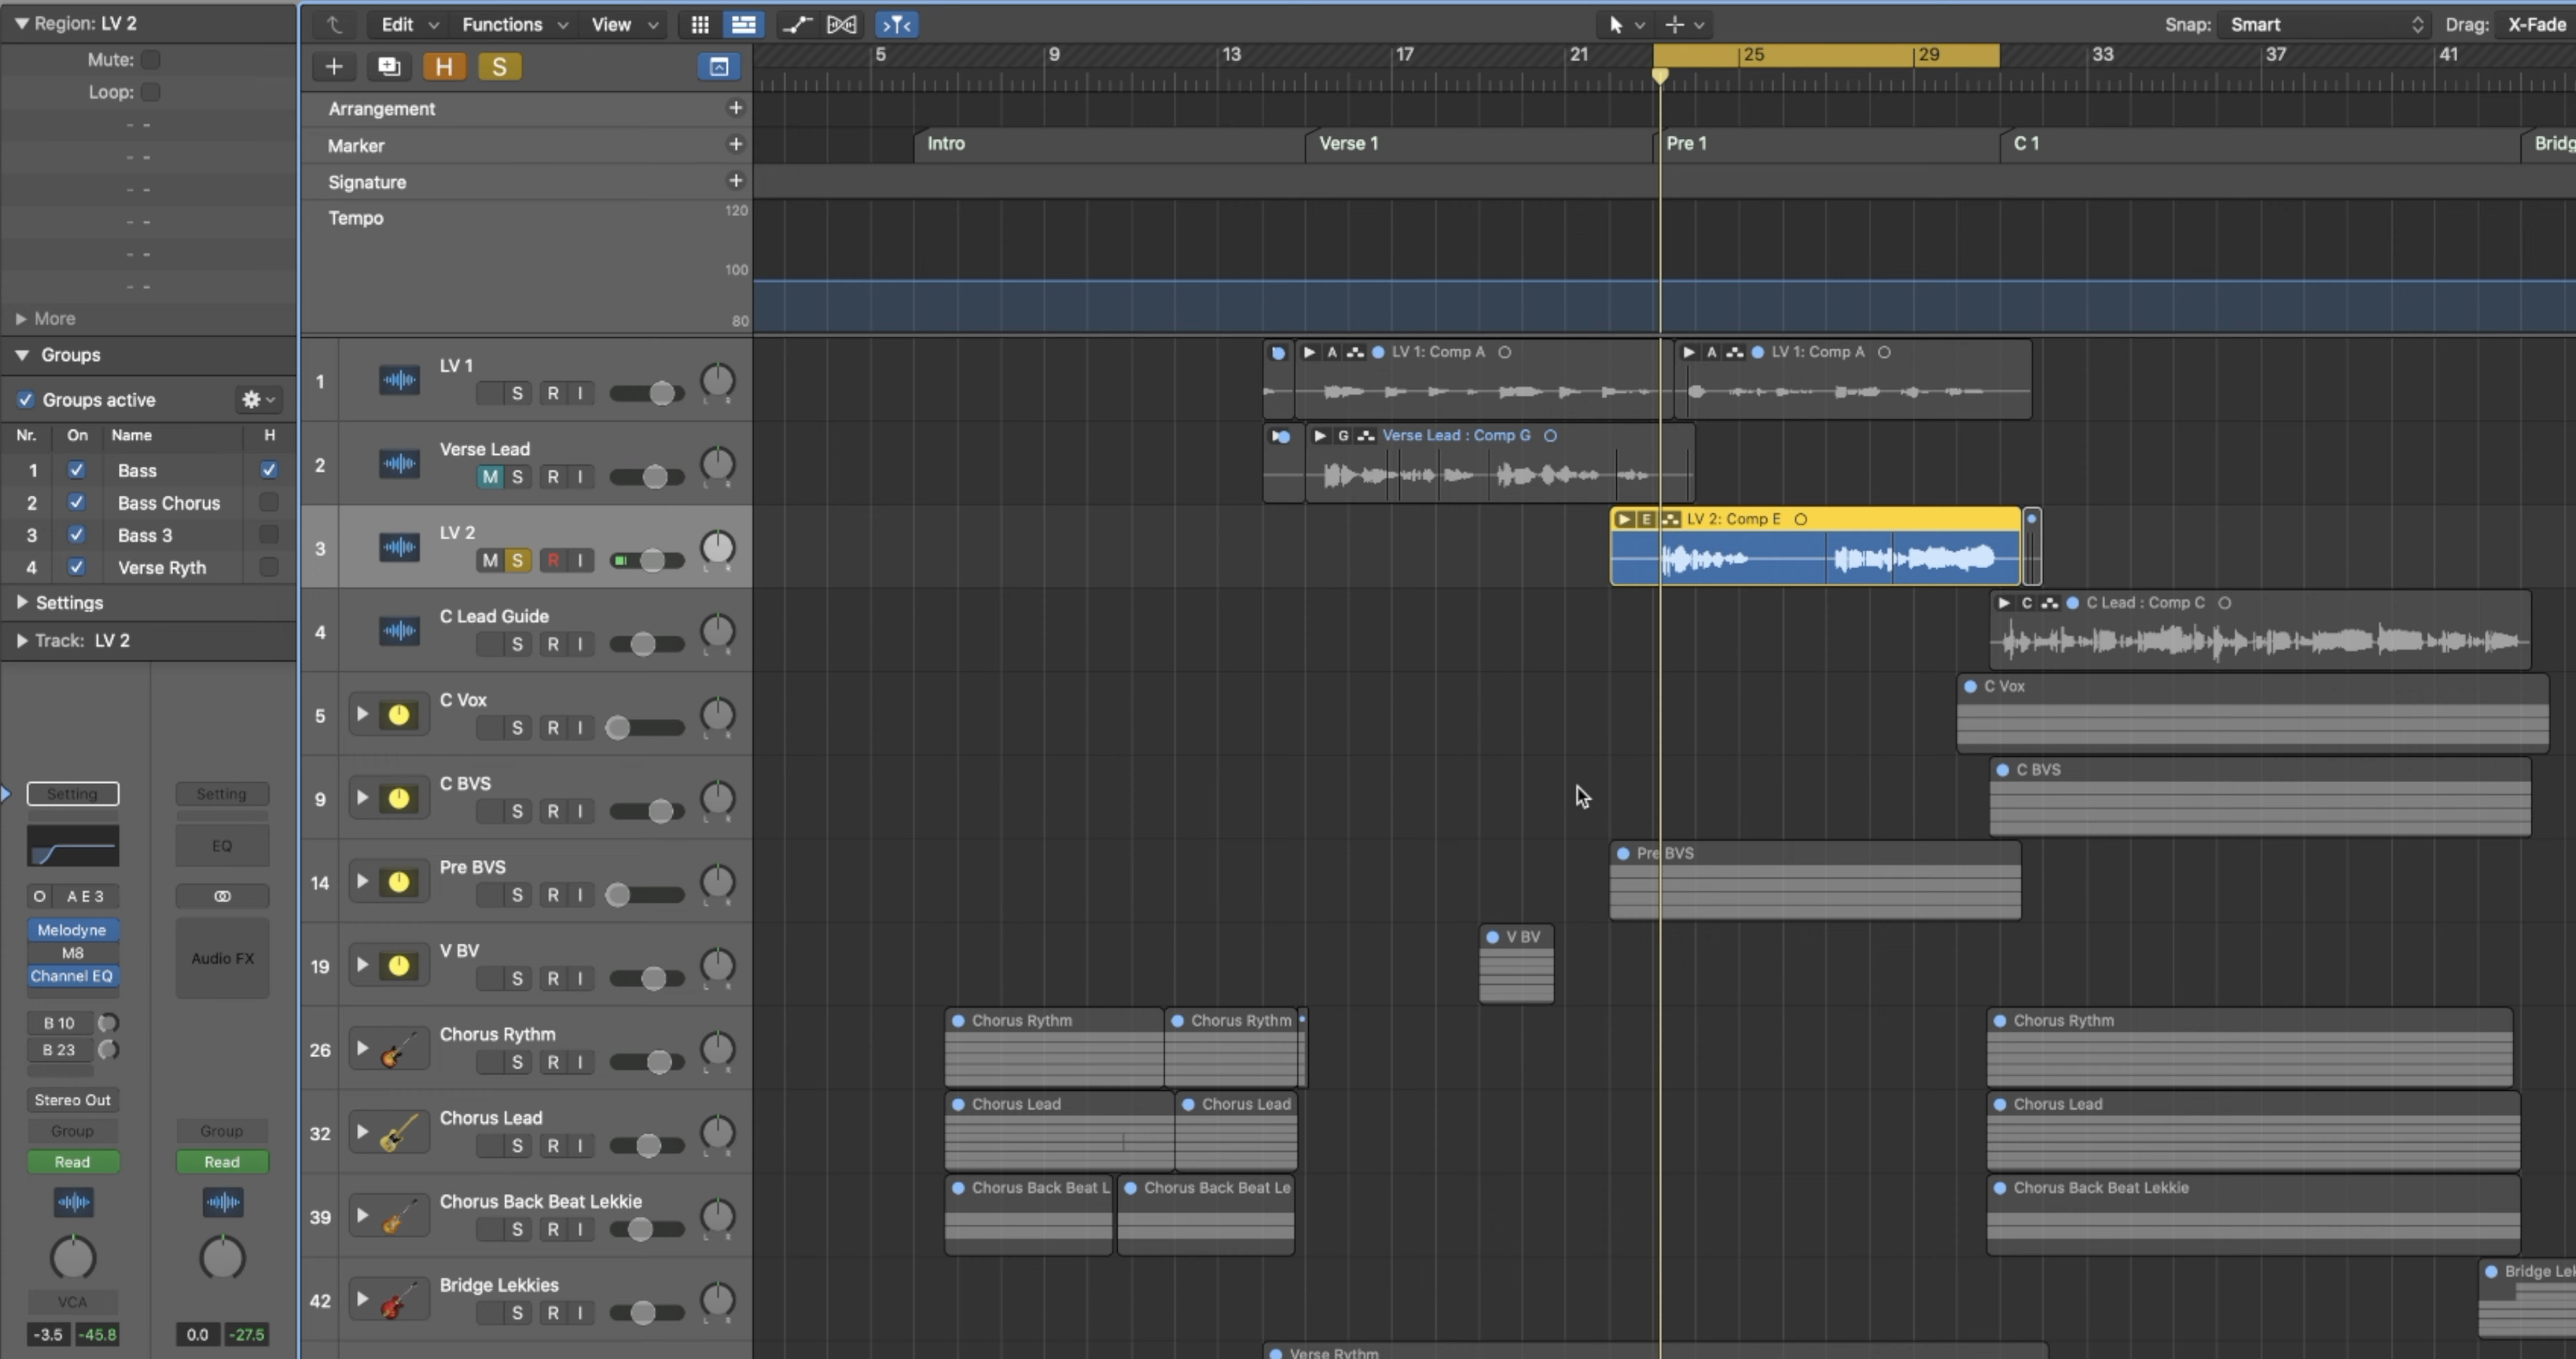 Region: LV 2
Edit Functions View Snap: Smart Drag: X-Fade
Mute:
Loop:
- -
- -
- -
- -
- -
- -
More
H S
5 9 13 17 21 25 29 33 37 41
Arrangement
Marker
Intro Verse 1 Pre 1 C 1 Bridg
Signature
Tempo
120
100
80
Groups
Groups active
Nr. On Name H
1 Bass
2 Bass Chorus
3 Bass 3
4 Verse Ryth
Settings
Track: LV 2
Setting Setting
EQ
A E 3
Melodyne
M8
Channel EQ
Audio FX
B 10
B 23
Stereo Out
Group Group
Read Read
VCA
-3.5 -45.8 0.0 -27.5
1 LV 1
S R I
L R
A LV 1: Comp A
A LV 1: Comp A
2 Verse Lead
M S R I
L R
G Verse Lead : Comp G
3 LV 2
M S R I
L R
E LV 2: Comp E
4 C Lead Guide
S R I
L R
C C Lead : Comp C
5 C Vox
S R I
L R
C Vox
9 C BVS
S R I
L R
C BVS
14 Pre BVS
S R I
L R
Pre BVS
19 V BV
S R I
L R
V BV
26 Chorus Rythm
S R I
L R
Chorus Rythm Chorus Rythm Chorus Rythm
32 Chorus Lead
S R I
L R
Chorus Lead Chorus Lead Chorus Lead
39 Chorus Back Beat Lekkie
S R I
L R
Chorus Back Beat L Chorus Back Beat Le Chorus Back Beat Lekkie
42 Bridge Lekkies
S R I
L R
Bridge Lek
Verse Rythm